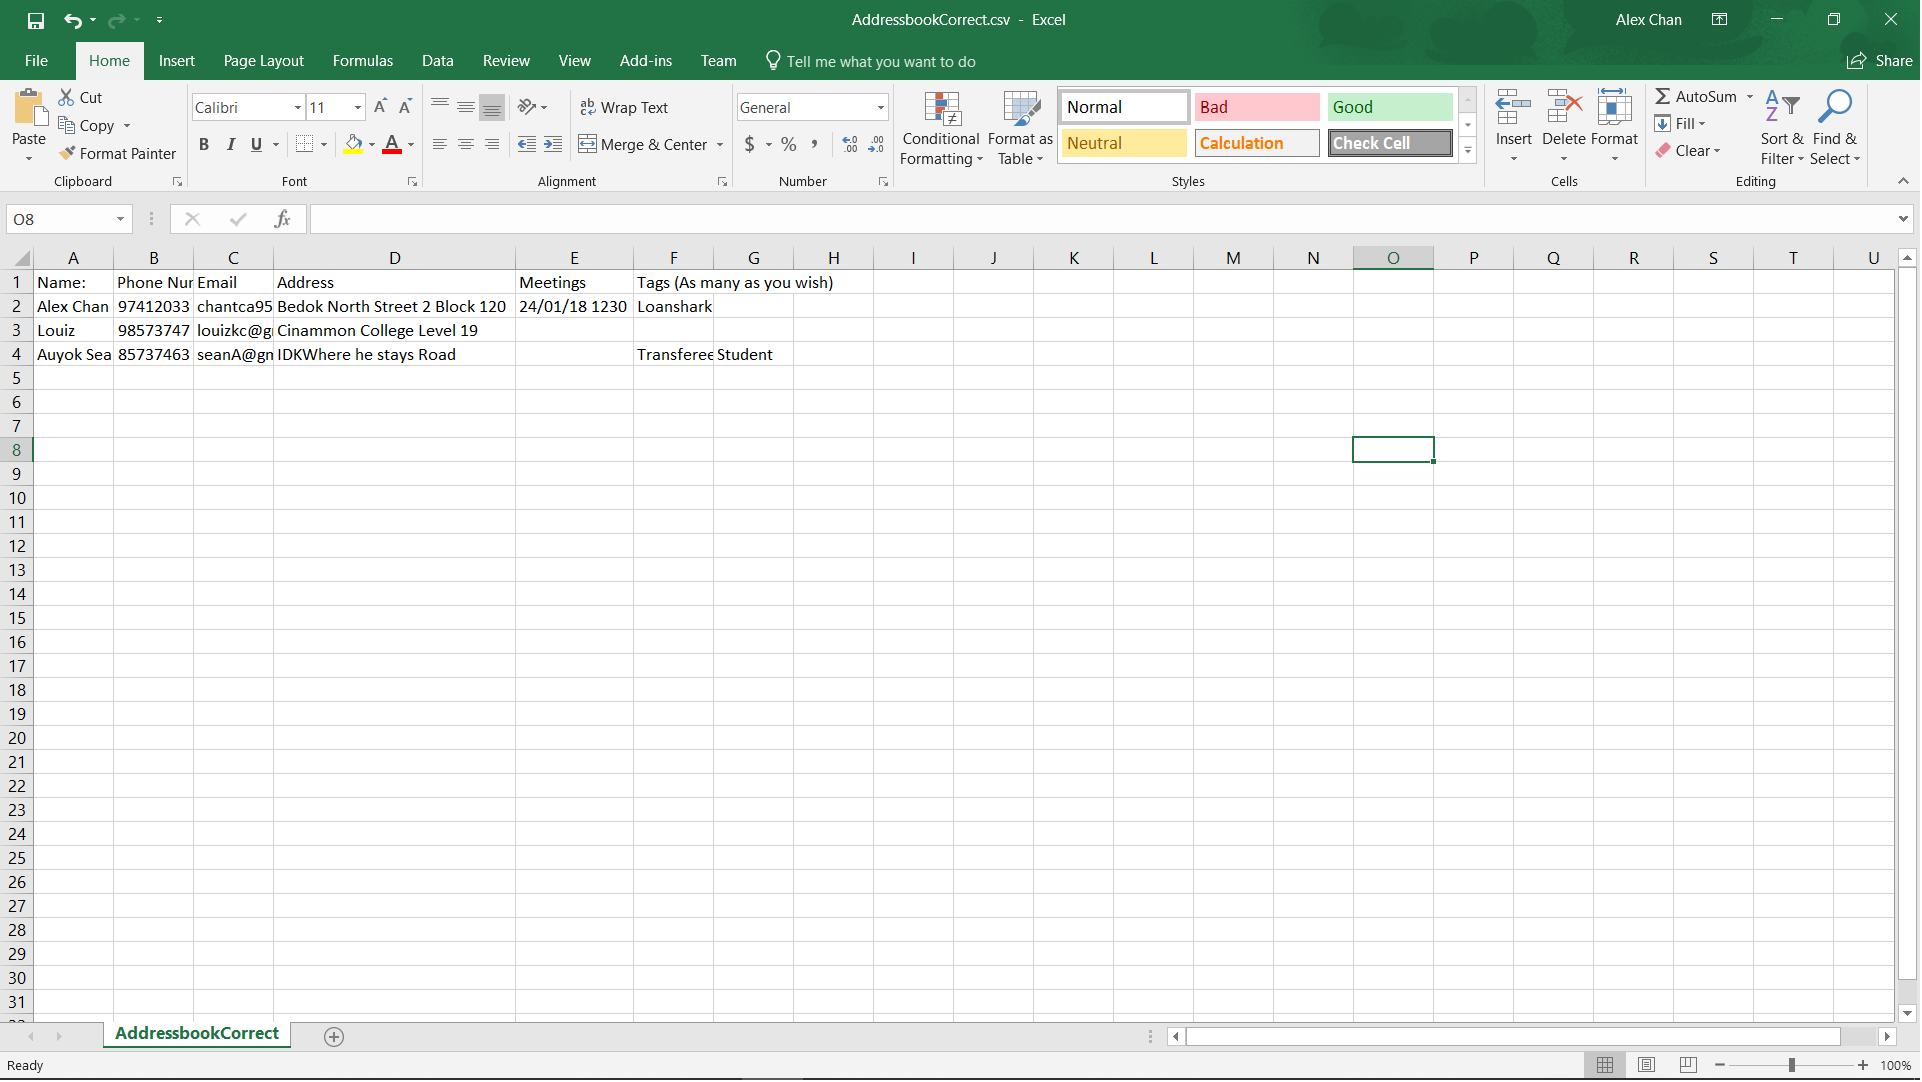 AddressbookCorrect.csv - Excel
Alex Chan
File Home Insert Page Layout Formulas Data Review View Add-ins Team Tell me what you want to do Share
Paste Cut Copy Format Painter
Clipboard
Calibri 11
B I U A
Font
Wrap Text
Merge & Center
Alignment
General
$ % ,
Number
Conditional Formatting
Format as Table
Normal Bad Good
Neutral Calculation Check Cell
Styles
Insert Delete Format
Cells
AutoSum
Fill
Clear
Sort & Filter
Find & Select
Editing
O8 fx
A B C D E F G H I J K L M N O P Q R S T U
1 Name: Phone Nur Email Address Meetings Tags (As many as you wish)
2 Alex Chan 97412033 chantca95 Bedok North Street 2 Block 120 24/01/18 1230 Loanshark
3 Louiz 98573747 louizkc@g Cinammon College Level 19
4 Auyok Sea 85737463 seanA@gn IDKWhere he stays Road Transferee Student
5
6
7
8
9
10
11
12
13
14
15
16
17
18
19
20
21
22
23
24
25
26
27
28
29
30
31
AddressbookCorrect
Ready
100%